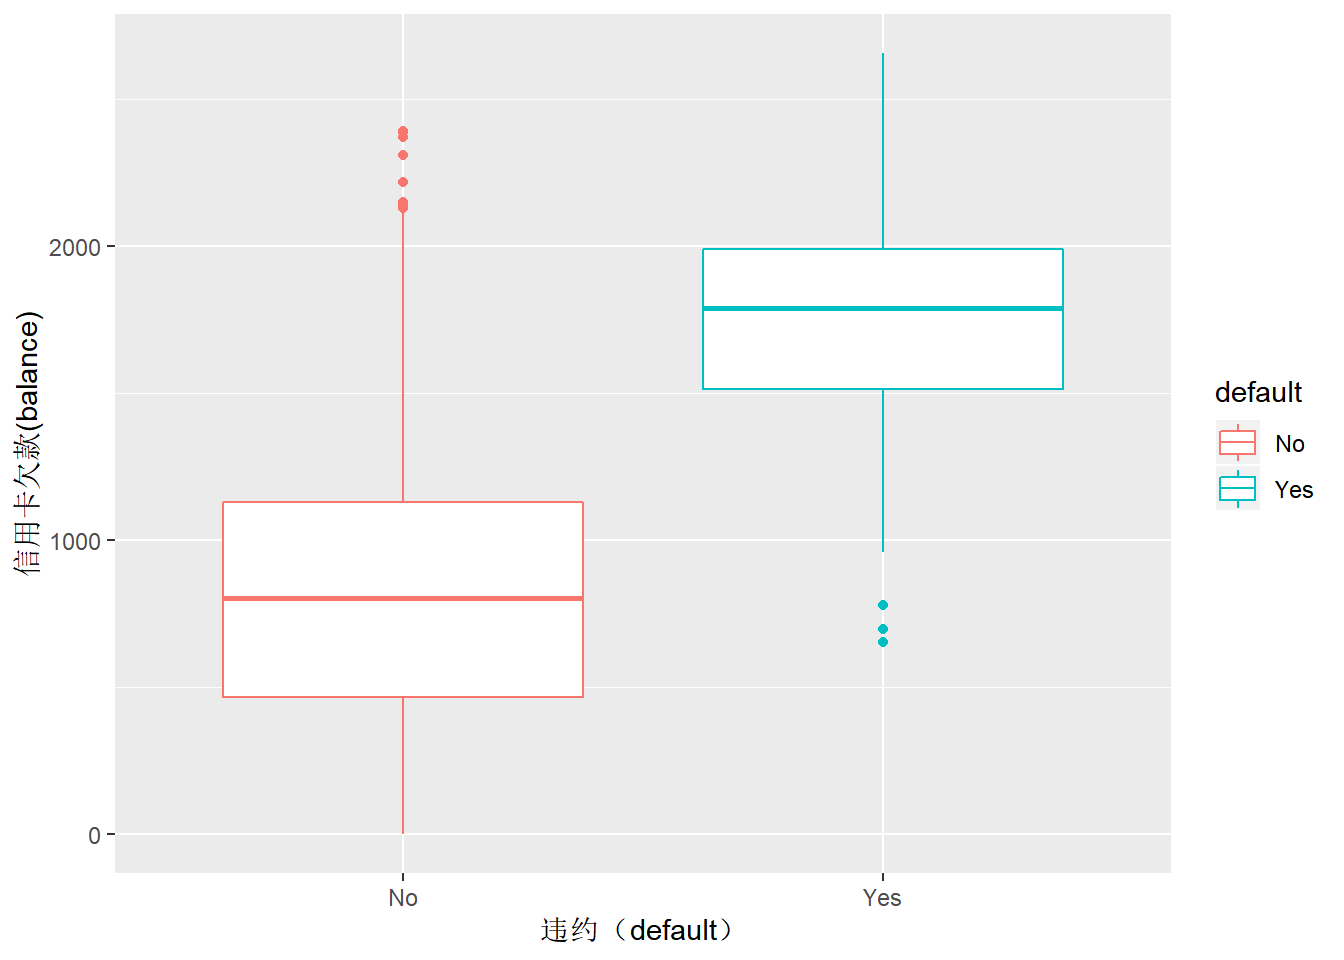 信用卡欠款(balance)
2000
1000
0
No
Yes
违约（default）
default
No
Yes